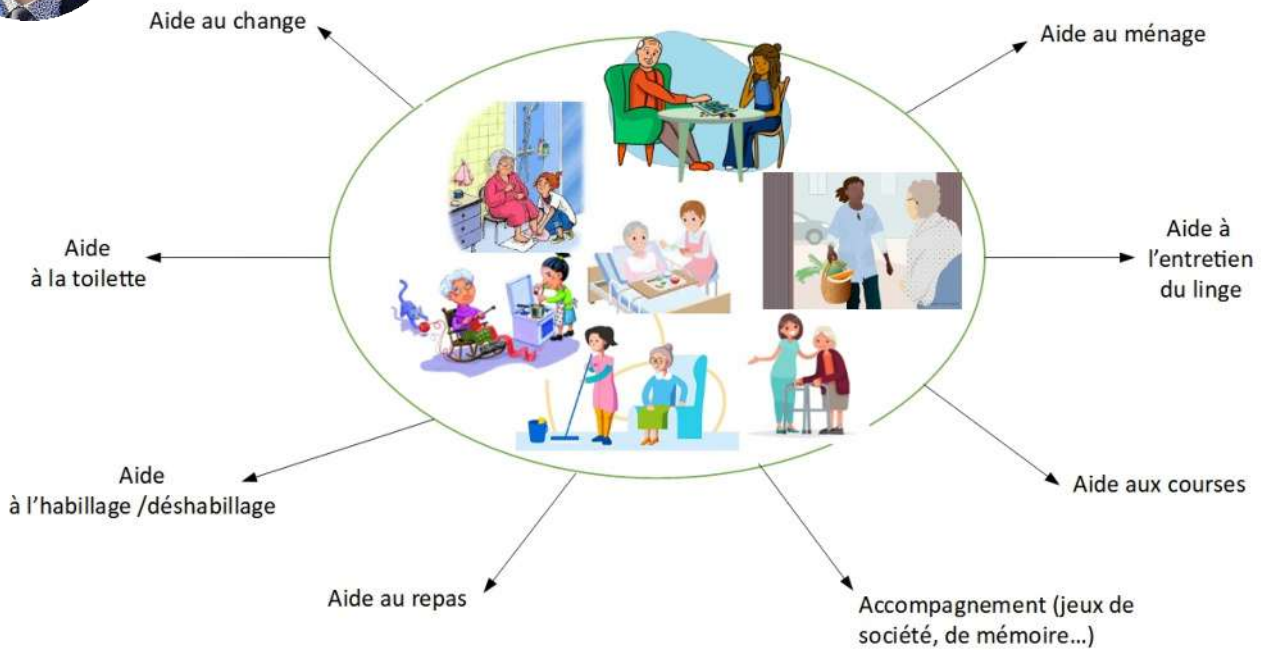 Aide au change
Aide au ménage
Aide
à la toilette
Aide à
l’entretien
du linge
Aide
à l’habillage /déshabillage
Aide aux courses
Aide au repas
Accompagnement (jeux de
société, de mémoire...)